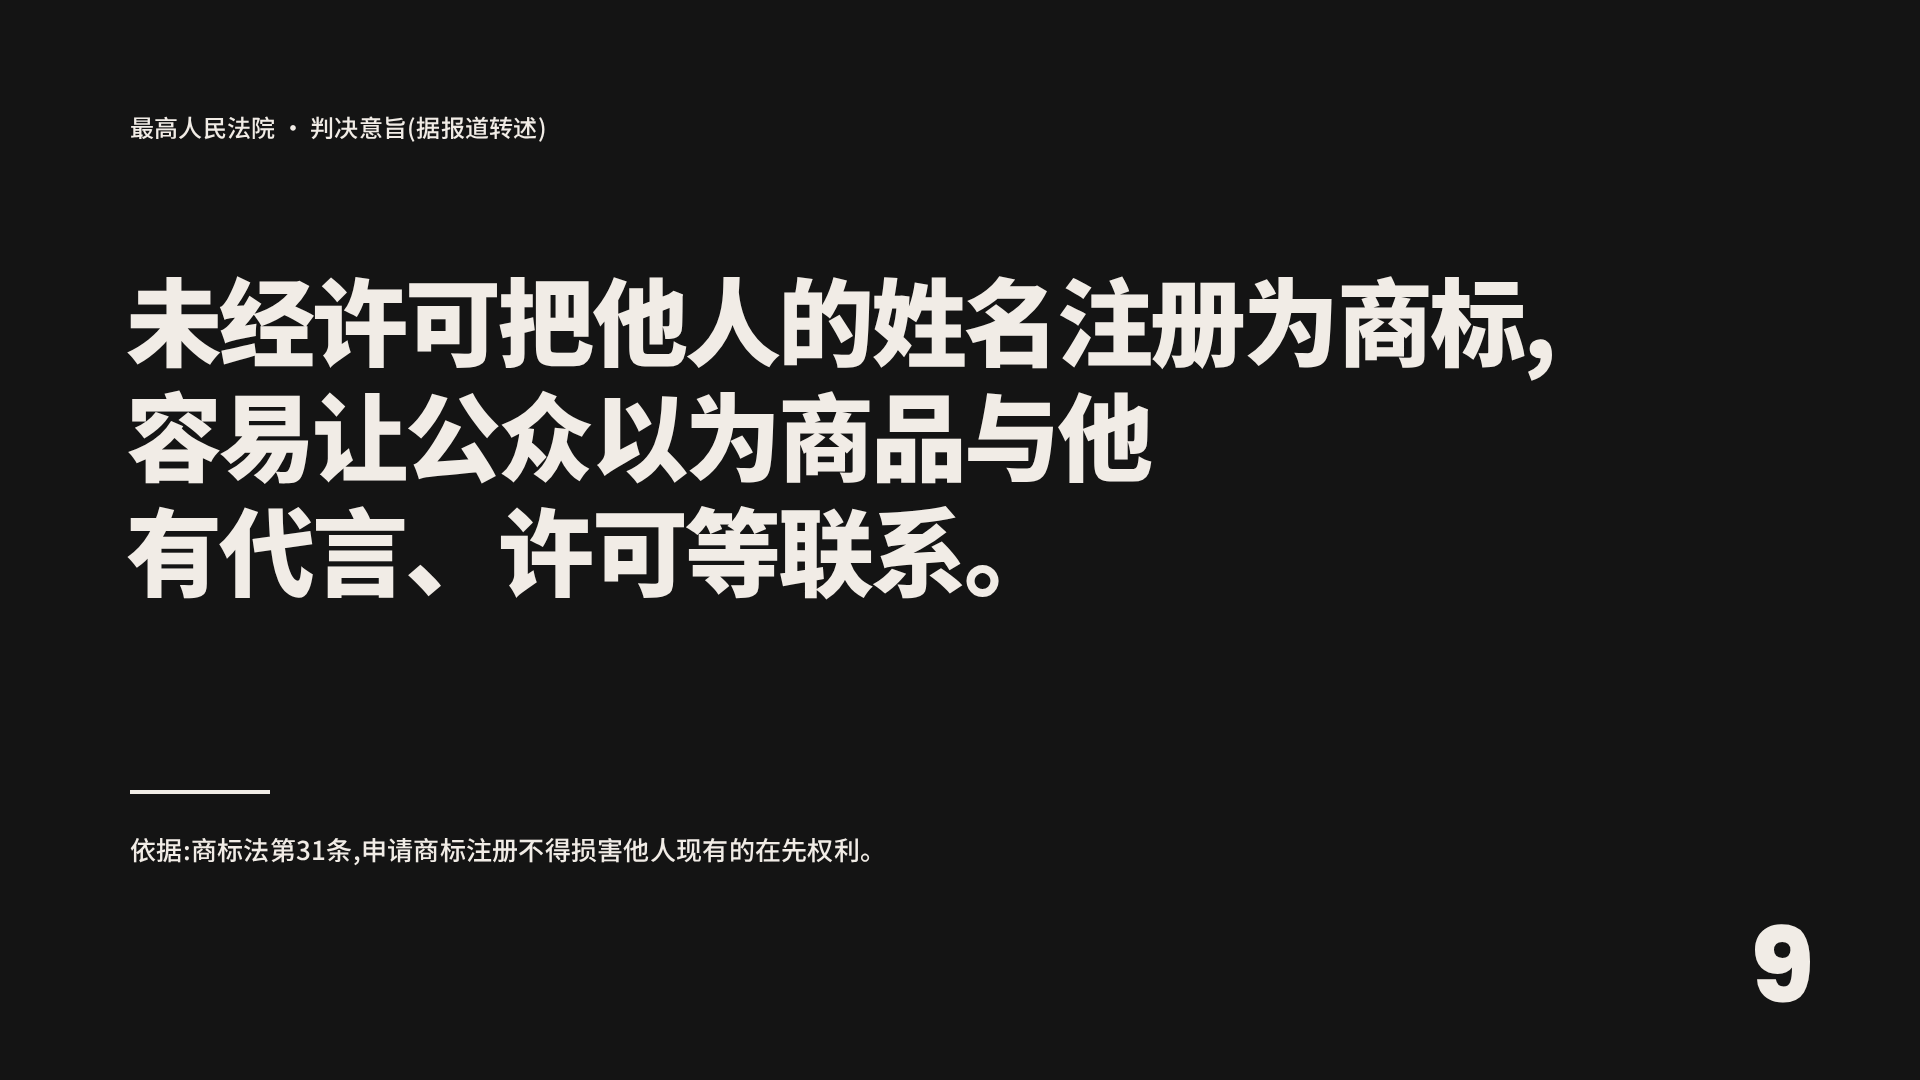 最高人民法院 · 判决意旨(据报道转述)
未经许可把他人的姓名注册为商标,
容易让公众以为商品与他
有代言、许可等联系。
依据:商标法第31条,申请商标注册不得损害他人现有的在先权利。
9